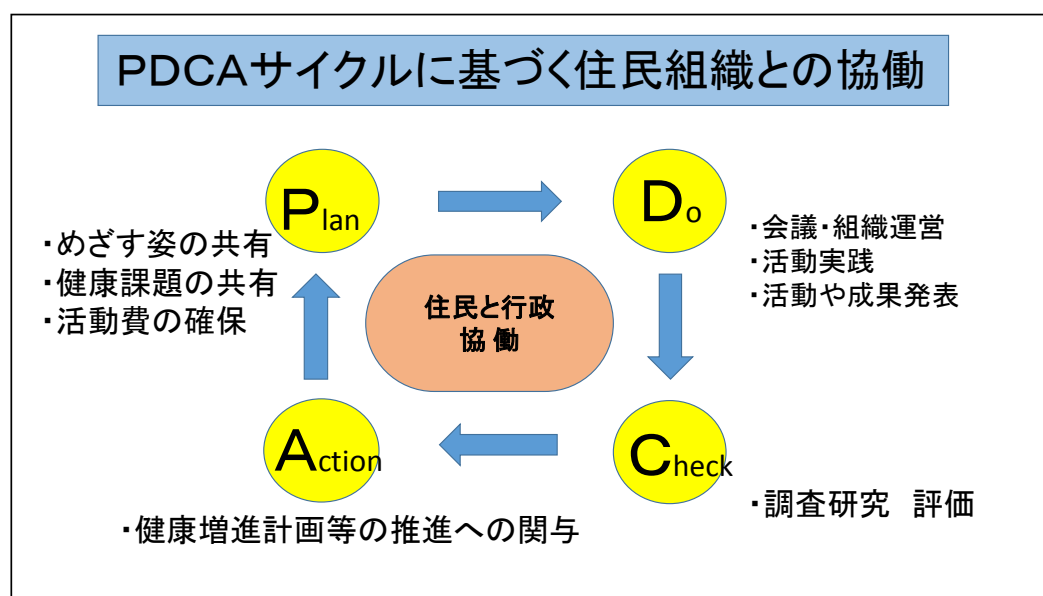 PDCAサイクルに基づく住民組織との協働
Plan
・めざす姿の共有
・健康課題の共有
・活動費の確保
Do
・会議・組織運営
・活動実践
・活動や成果発表
住民と行政
協 働
Action
・健康増進計画等の推進への関与
Check
・調査研究　評価